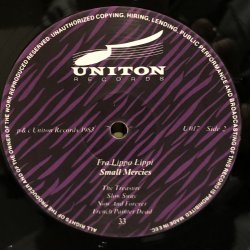 ALL RIGHTS OF THE PRODUCER AND OF THE OWNER OF THE WORK REPRODUCED RESERVED. UNAUTHORIZED COPYING, HIRING, LENDING, PUBLIC PERFORMANCE AND BROADCASTING OF THIS RECORD IS PROHIBITED. MADE IN
UNITON
RECORDS
p & c Uniton Records 1983
U 017 Side 2
Fra Lippo Lippi
Small Mercies
The Treasure
Slow Sway
Now And Forever
French Painter Dead
33